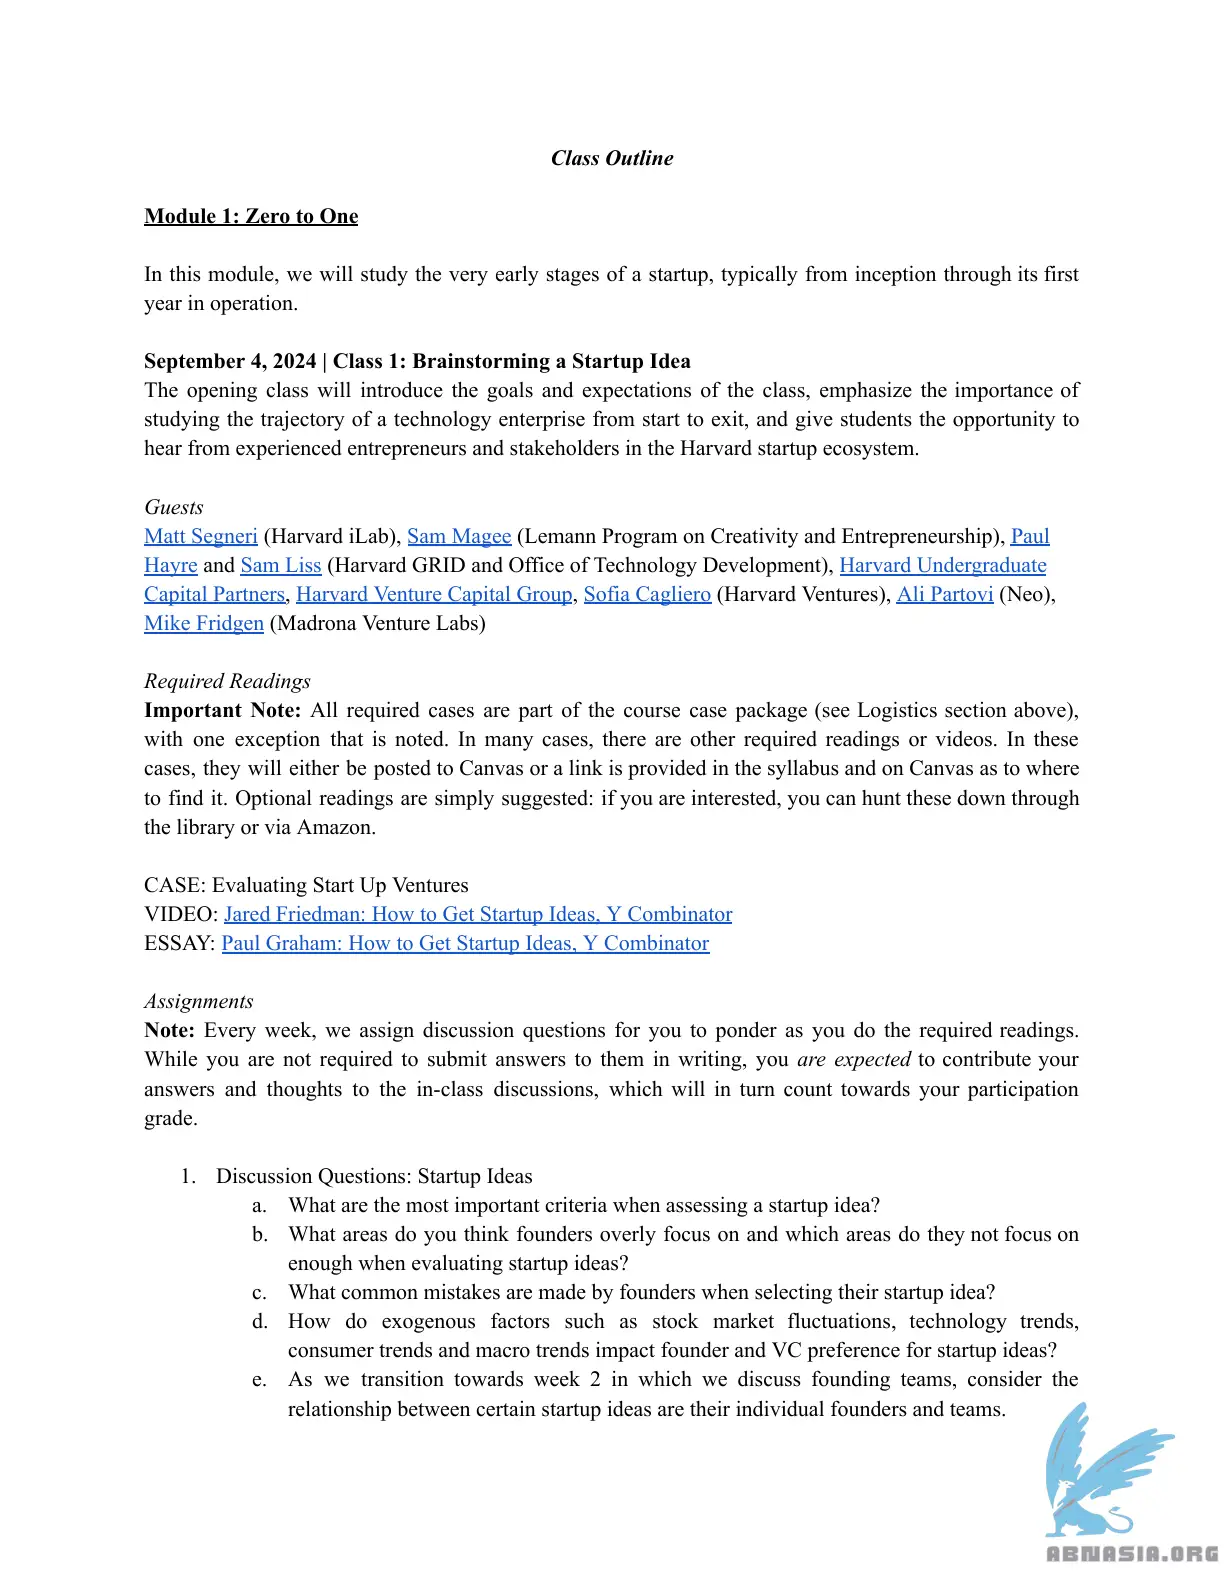 Class Outline
Module 1: Zero to One
In this module, we will study the very early stages of a startup, typically from inception through its first
year in operation.
September 4, 2024 | Class 1: Brainstorming a Startup Idea
The opening class will introduce the goals and expectations of the class, emphasize the importance of
studying the trajectory of a technology enterprise from start to exit, and give students the opportunity to
hear from experienced entrepreneurs and stakeholders in the Harvard startup ecosystem.
Guests
Matt Segneri (Harvard iLab), Sam Magee (Lemann Program on Creativity and Entrepreneurship), Paul
Hayre and Sam Liss (Harvard GRID and Office of Technology Development), Harvard Undergraduate
Capital Partners, Harvard Venture Capital Group, Sofia Cagliero (Harvard Ventures), Ali Partovi (Neo),
Mike Fridgen (Madrona Venture Labs)
Required Readings
Important Note: All required cases are part of the course case package (see Logistics section above),
with one exception that is noted. In many cases, there are other required readings or videos. In these
cases, they will either be posted to Canvas or a link is provided in the syllabus and on Canvas as to where
to find it. Optional readings are simply suggested: if you are interested, you can hunt these down through
the library or via Amazon.
CASE: Evaluating Start Up Ventures
VIDEO: Jared Friedman: How to Get Startup Ideas, Y Combinator
ESSAY: Paul Graham: How to Get Startup Ideas, Y Combinator
Assignments
Note: Every week, we assign discussion questions for you to ponder as you do the required readings.
While you are not required to submit answers to them in writing, you are expected to contribute your
answers and thoughts to the in-class discussions, which will in turn count towards your participation
grade.
1. Discussion Questions: Startup Ideas
a. What are the most important criteria when assessing a startup idea?
b. What areas do you think founders overly focus on and which areas do they not focus on
enough when evaluating startup ideas?
c. What common mistakes are made by founders when selecting their startup idea?
d. How do exogenous factors such as stock market fluctuations, technology trends,
consumer trends and macro trends impact founder and VC preference for startup ideas?
e. As we transition towards week 2 in which we discuss founding teams, consider the
relationship between certain startup ideas are their individual founders and teams.
ABNASIA.ORG